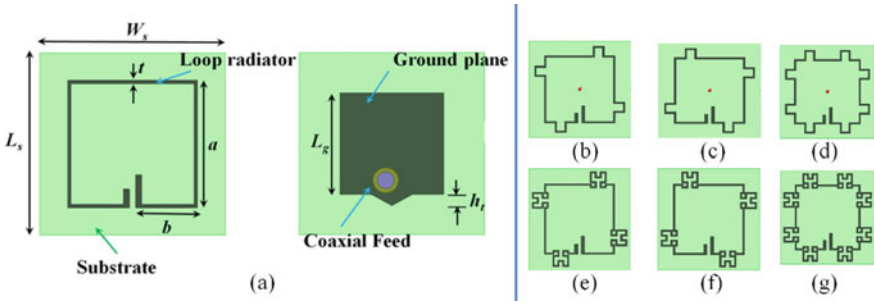 W_s
t
Loop radiator
L_s
a
b
Substrate
Ground plane
L_g
h_t
Coaxial Feed
(a)
(b)
(c)
(d)
(e)
(f)
(g)